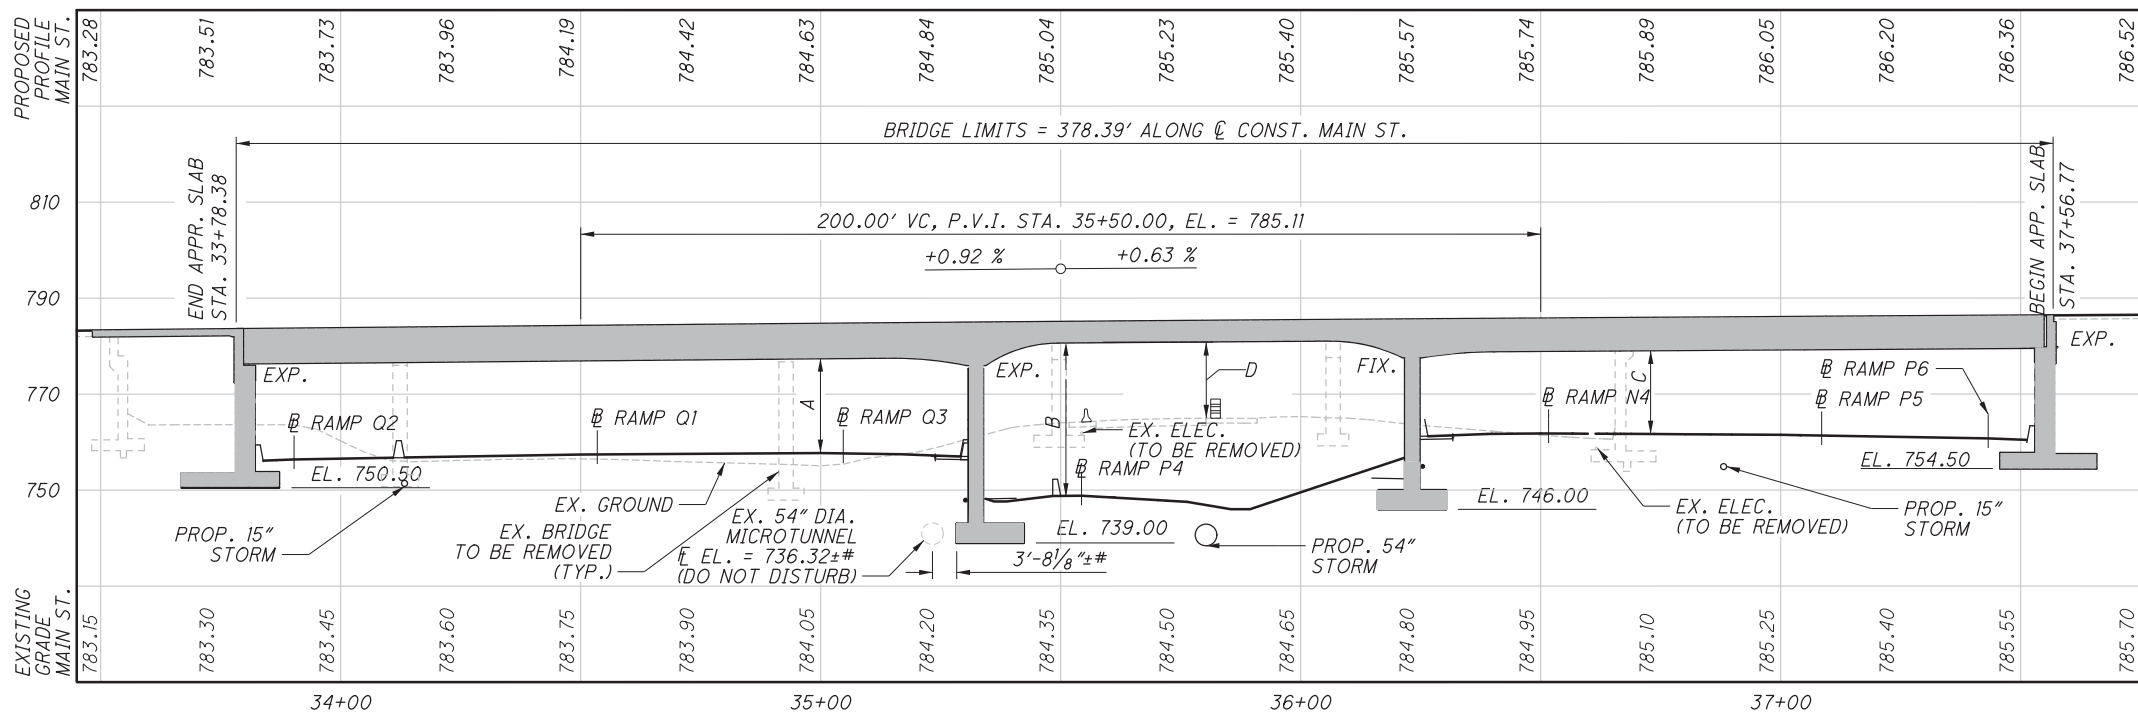 PROPOSED
PROFILE
MAIN ST.
783.28 783.51 783.73 783.96 784.19 784.42 784.63 784.84 785.04 785.23 785.40 785.57 785.74 785.89 786.05 786.20 786.36 786.52
BRIDGE LIMITS = 378.39' ALONG ℄ CONST. MAIN ST.
END APPR. SLAB
STA. 33+78.38
BEGIN APP. SLAB
STA. 37+56.77
810
200.00' VC, P.V.I. STA. 35+50.00, EL. = 785.11
+0.92 % +0.63 %
790
EXP.
EXP.
FIX.
EXP.
770
A
B
C
D
℄ RAMP Q2
℄ RAMP Q1
℄ RAMP Q3
℄ RAMP P4
℄ RAMP N4
℄ RAMP P6
℄ RAMP P5
EX. ELEC.
(TO BE REMOVED)
750
EL. 750.50
EL. 754.50
EL. 746.00
EL. 739.00
EX. GROUND
PROP. 15"
STORM
EX. BRIDGE
TO BE REMOVED
(TYP.)
EX. 54" DIA.
MICROTUNNEL
℄ EL. = 736.32±#
(DO NOT DISTURB)
3'-8⅛"±#
PROP. 54"
STORM
EX. ELEC.
(TO BE REMOVED)
PROP. 15"
STORM
EXISTING
GRADE
MAIN ST.
783.15 783.30 783.45 783.60 783.75 783.90 784.05 784.20 784.35 784.50 784.65 784.80 784.95 785.10 785.25 785.40 785.55 785.70
34+00 35+00 36+00 37+00